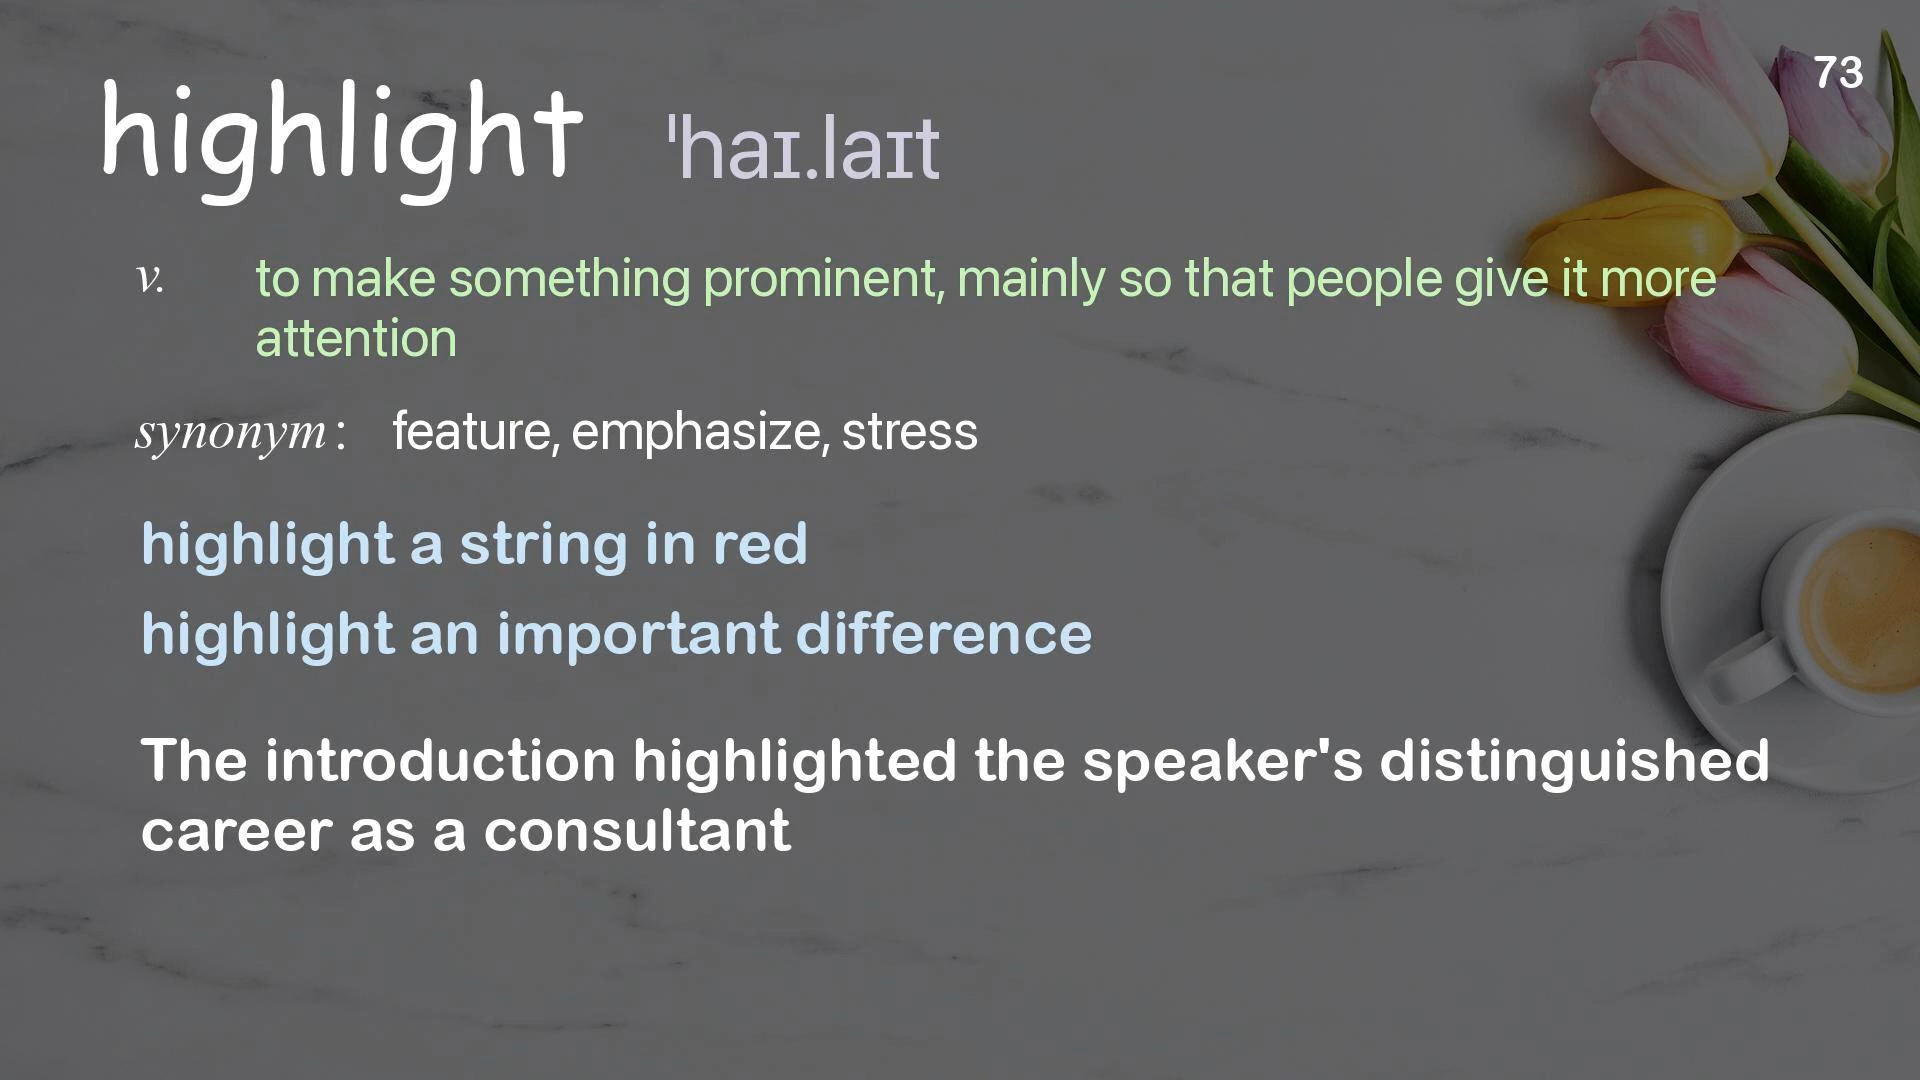 73
highlight ˈhaɪ.laɪt
v. to make something prominent, mainly so that people give it more
attention
synonym: feature, emphasize, stress
highlight a string in red
highlight an important difference
The introduction highlighted the speaker's distinguished
career as a consultant